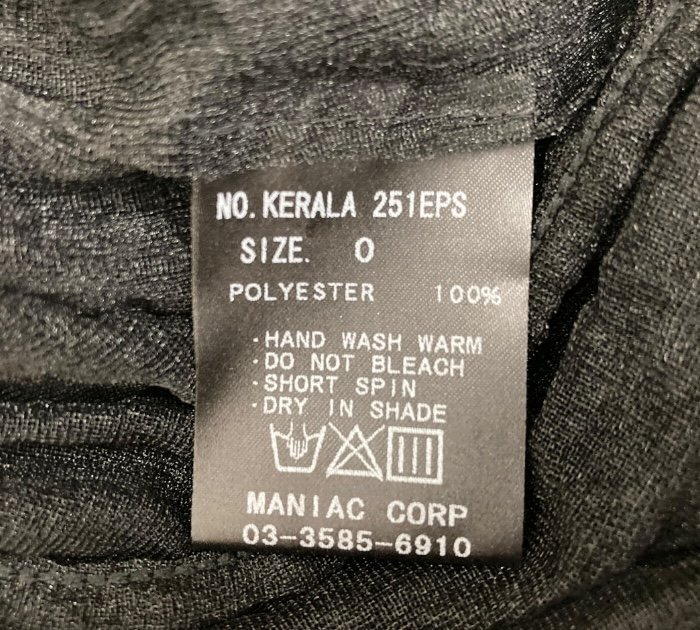 NO. KERALA 251EPS
SIZE. 0
POLYESTER 100%
·HAND WASH WARM
·DO NOT BLEACH
·SHORT SPIN
·DRY IN SHADE
MANIAC CORP
03-3585-6910